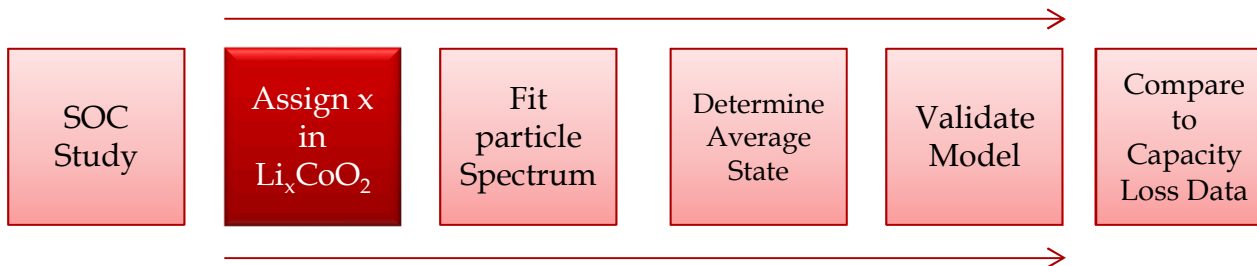 SOC
Study
Assign x
in
LiₓCoO₂
Fit
particle
Spectrum
Determine
Average
State
Validate
Model
Compare
to
Capacity
Loss Data